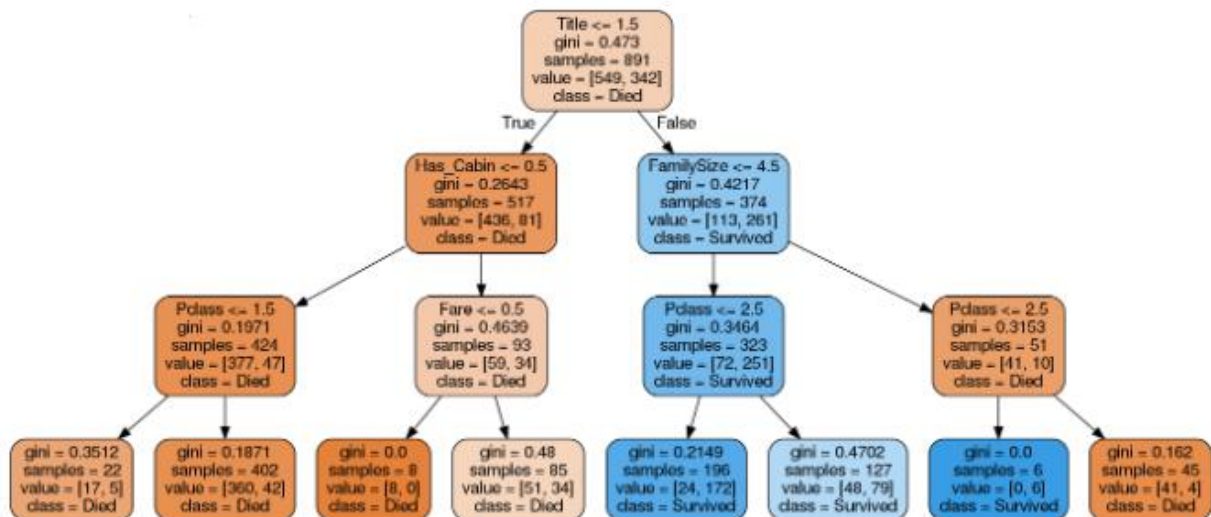 Title <= 1.5
gini = 0.473
samples = 891
value = [549, 342]
class = Died
True
False
Has_Cabin <= 0.5
gini = 0.2643
samples = 517
value = [436, 81]
class = Died
FamilySize <= 4.5
gini = 0.4217
samples = 374
value = [113, 261]
class = Survived
Pclass <= 1.5
gini = 0.1971
samples = 424
value = [377, 47]
class = Died
Fare <= 0.5
gini = 0.4639
samples = 93
value = [59, 34]
class = Died
Pclass <= 2.5
gini = 0.3464
samples = 323
value = [72, 251]
class = Survived
Pclass <= 2.5
gini = 0.3153
samples = 51
value = [41, 10]
class = Died
gini = 0.3512
samples = 22
value = [17, 5]
class = Died
gini = 0.1871
samples = 402
value = [360, 42]
class = Died
gini = 0.0
samples = 8
value = [8, 0]
class = Died
gini = 0.48
samples = 85
value = [51, 34]
class = Died
gini = 0.2149
samples = 196
value = [24, 172]
class = Survived
gini = 0.4702
samples = 127
value = [48, 79]
class = Survived
gini = 0.0
samples = 6
value = [0, 6]
class = Survived
gini = 0.162
samples = 45
value = [41, 4]
class = Died